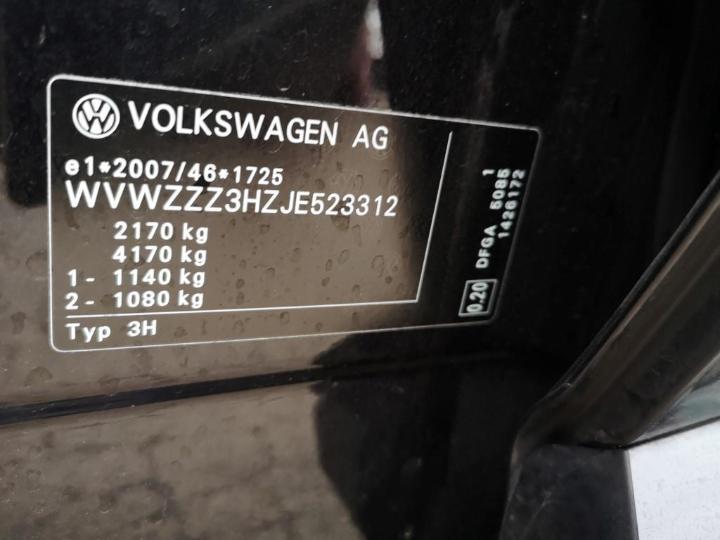 VOLKSWAGEN AG
e1*2007/46*1725
WVWZZZ3HZJE523312
2170 kg
4170 kg
1 - 1140 kg
2 - 1080 kg
Typ 3H
0.20
DFGA 5085 1
1426172